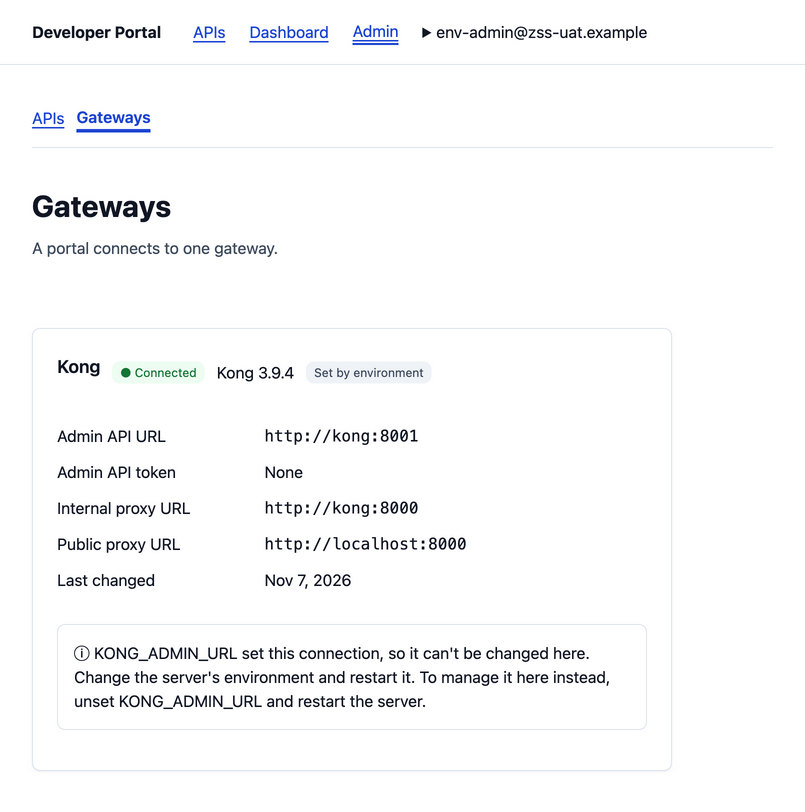 Developer Portal APIs Dashboard Admin ▶ env-admin@zss-uat.example
APIs Gateways
Gateways
A portal connects to one gateway.
Kong Connected Kong 3.9.4 Set by environment
Admin API URL http://kong:8001
Admin API token None
Internal proxy URL http://kong:8000
Public proxy URL http://localhost:8000
Last changed Nov 7, 2026
ⓘ KONG_ADMIN_URL set this connection, so it can't be changed here.
Change the server's environment and restart it. To manage it here instead,
unset KONG_ADMIN_URL and restart the server.